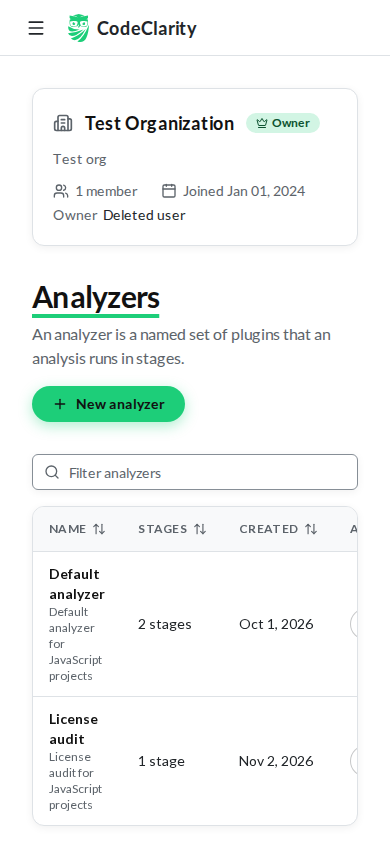 CodeClarity
Test Organization
Owner
Test org
1 member
Joined Jan 01, 2024
Owner Deleted user
Analyzers
An analyzer is a named set of plugins that an
analysis runs in stages.
New analyzer
Filter analyzers
NAME STAGES CREATED A
Default
analyzer
Default
analyzer
for
JavaScript
projects
2 stages
Oct 1, 2026
License
audit
License
audit for
JavaScript
projects
1 stage
Nov 2, 2026